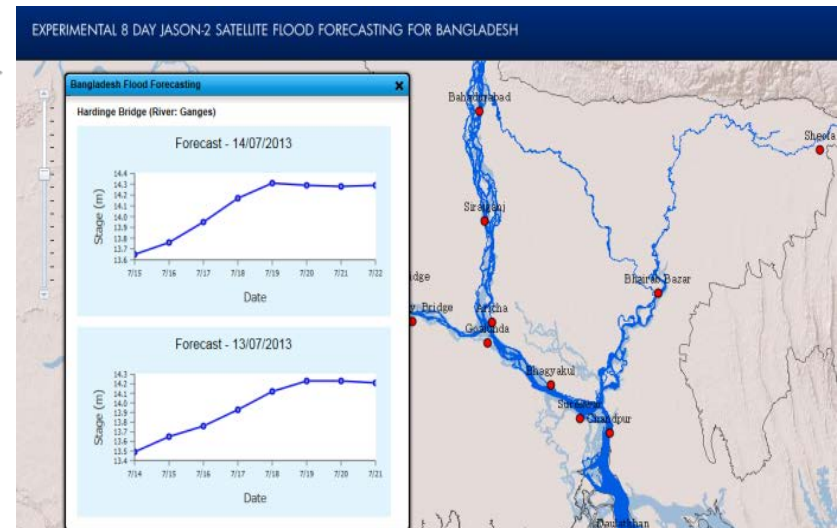 EXPERIMENTAL 8 DAY JASON-2 SATELLITE FLOOD FORECASTING FOR BANGLADESH
Bangladesh Flood Forecasting
x
Hardinge Bridge (River: Ganges)
Forecast - 14/07/2013
Stage (m)
14.4
14.3
14.2
14.1
14.0
13.9
13.8
13.7
13.6
7/15 7/16 7/17 7/18 7/19 7/20 7/21 7/22
Date
Forecast - 13/07/2013
Stage (m)
14.3
14.2
14.1
14.0
13.9
13.8
13.7
13.6
13.5
13.4
7/14 7/15 7/16 7/17 7/18 7/19 7/20 7/21
Date
Bahadurabad
Sheola
Sirajganj
Bhairab Bazar
Bridge
Aricha
Goalunda
Bhagyakul
Chandpur
Daulatkhan